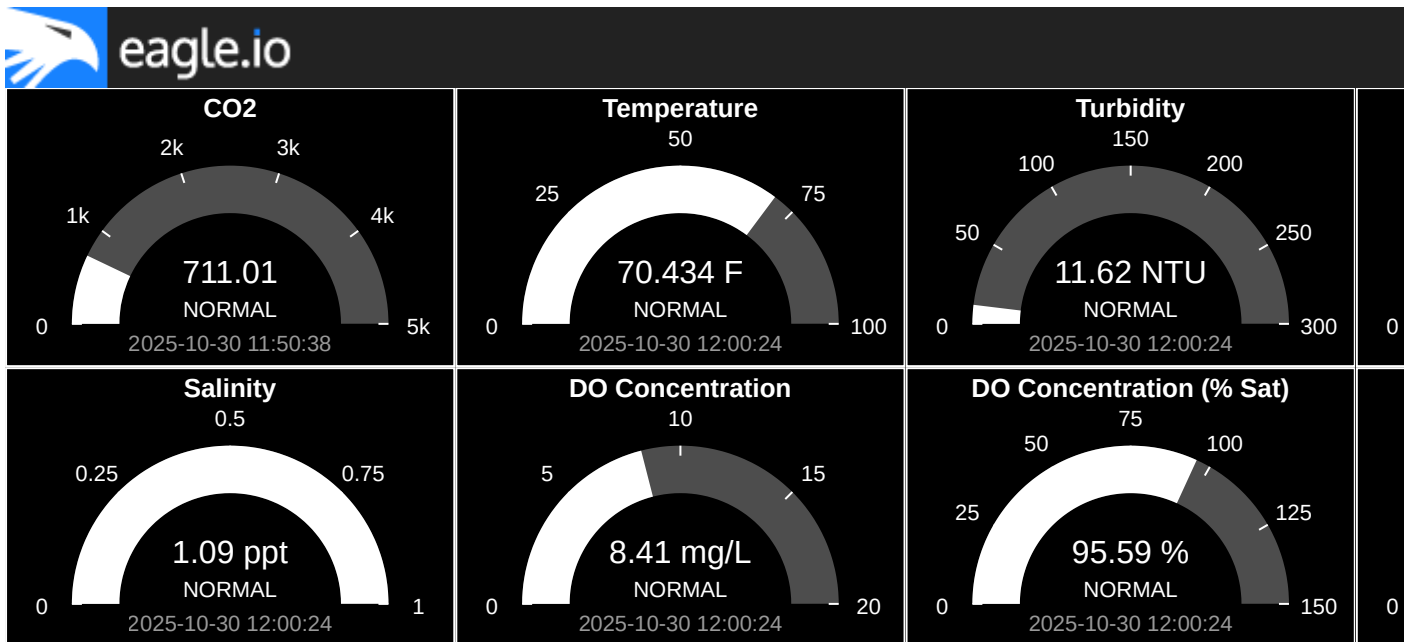 eagle.io
CO2
0
1k
2k
3k
4k
5k
711.01
NORMAL
2025-10-30 11:50:38
Temperature
0
25
50
75
100
70.434 F
NORMAL
2025-10-30 12:00:24
Turbidity
0
50
100
150
200
250
300
11.62 NTU
NORMAL
2025-10-30 12:00:24
0
Salinity
0
0.25
0.5
0.75
1
1.09 ppt
NORMAL
2025-10-30 12:00:24
DO Concentration
0
5
10
15
20
8.41 mg/L
NORMAL
2025-10-30 12:00:24
DO Concentration (% Sat)
0
25
50
75
100
125
150
95.59 %
NORMAL
2025-10-30 12:00:24
0